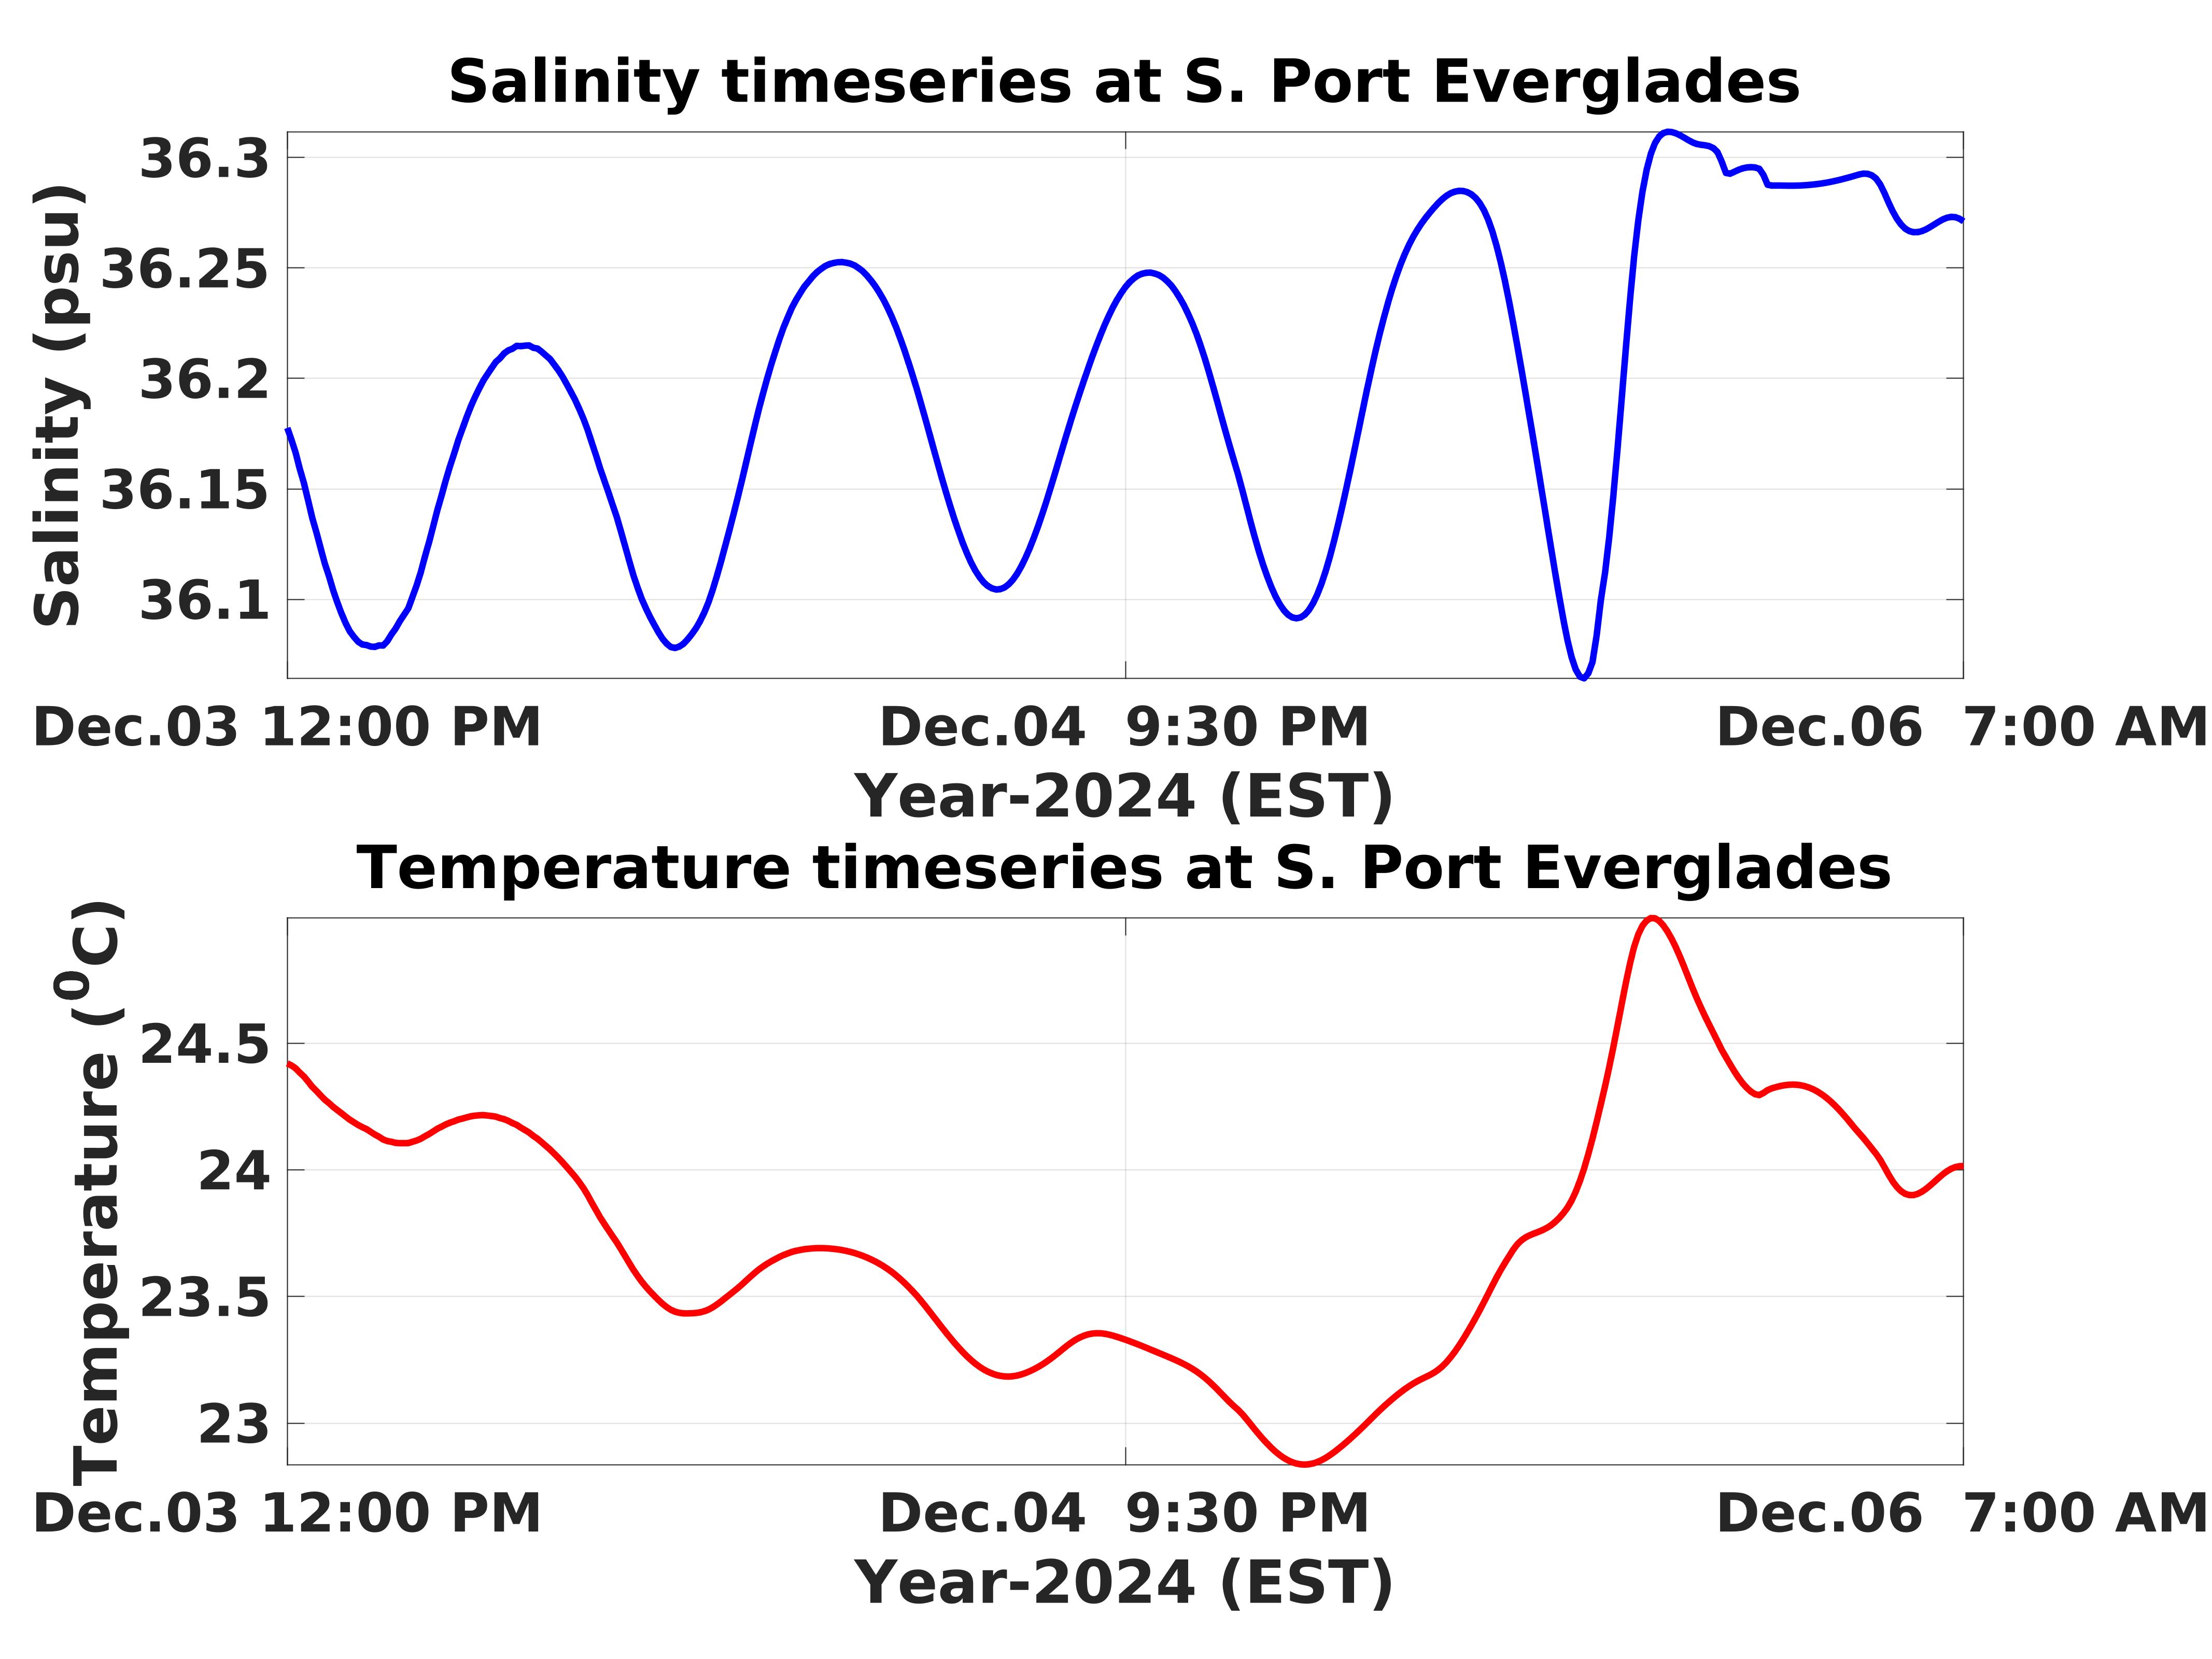 Salinity timeseries at S. Port Everglades
Salinity (psu)
36.3
36.25
36.2
36.15
36.1
Dec.03 12:00 PM Dec.04  9:30 PM Dec.06  7:00 AM
Year-2024 (EST)
Temperature timeseries at S. Port Everglades
Temperature (⁰C)
24.5
24
23.5
23
Dec.03 12:00 PM Dec.04  9:30 PM Dec.06  7:00 AM
Year-2024 (EST)